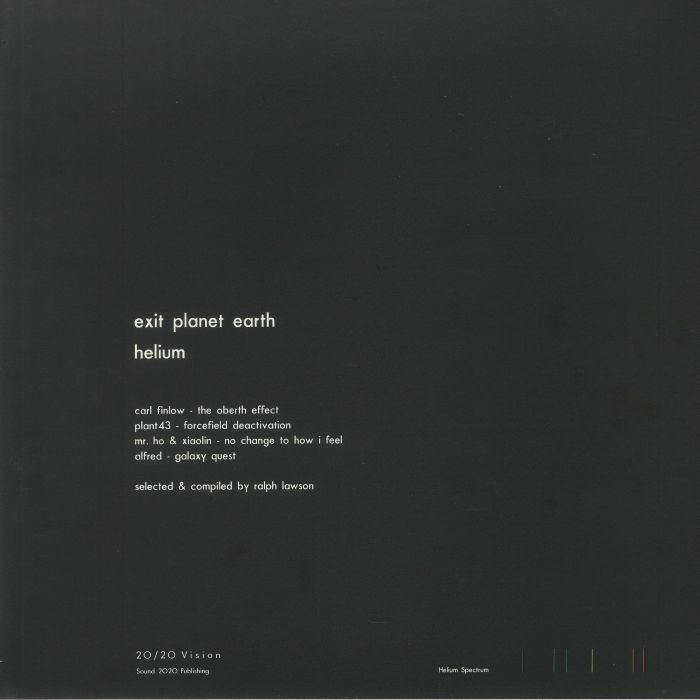 exit planet earth
helium
carl finlow - the oberth effect
plant43 - forcefield deactivation
mr. ho & xiaolin - no change to how i feel
alfred - galaxy quest
selected & compiled by ralph lawson
20/20 Vision
Sound 2020 Publishing
Helium Spectrum